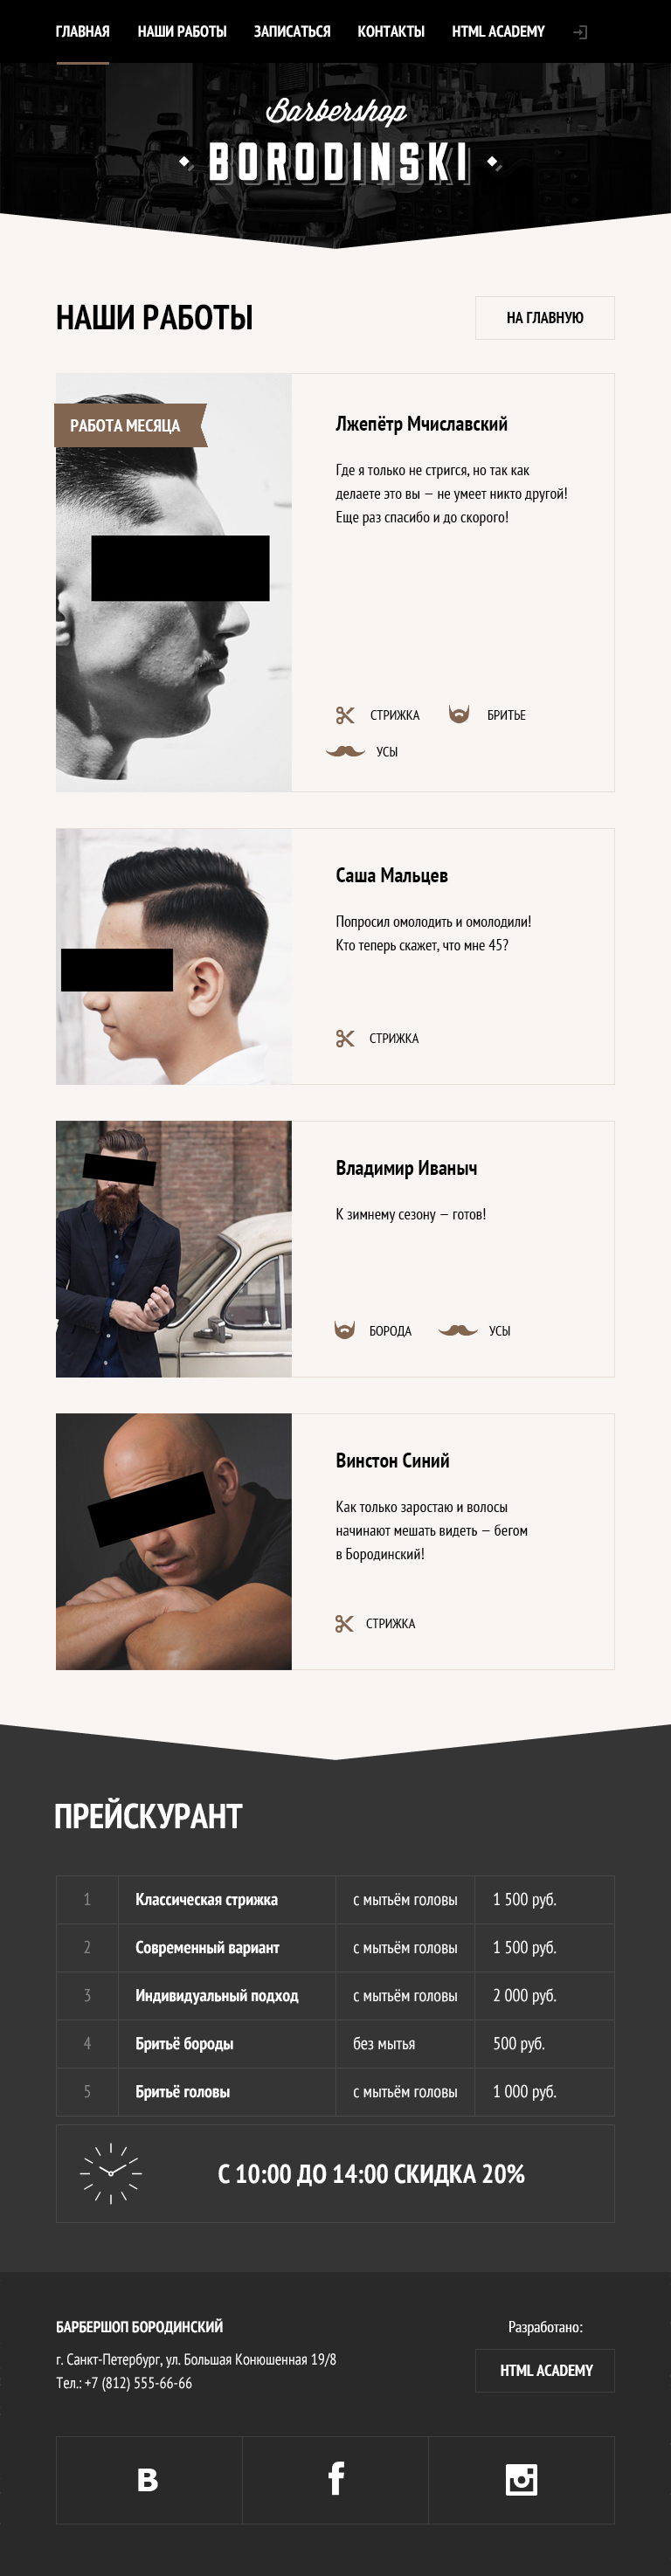 ГЛАВНАЯ НАШИ РАБОТЫ ЗАПИСАТЬСЯ КОНТАКТЫ HTML ACADEMY
Barbershop
BORODINSKI
НАШИ РАБОТЫ
НА ГЛАВНУЮ
РАБОТА МЕСЯЦА
Лжепётр Мчиславский
Где я только не стригся, но так как
делаете это вы — не умеет никто другой!
Еще раз спасибо и до скорого!
СТРИЖКА БРИТЬЕ
УСЫ
Саша Мальцев
Попросил омолодить и омолодили!
Кто теперь скажет, что мне 45?
СТРИЖКА
Владимир Иваныч
К зимнему сезону — готов!
БОРОДА УСЫ
Винстон Синий
Как только заростаю и волосы
начинают мешать видеть — бегом
в Бородинский!
СТРИЖКА
ПРЕЙСКУРАНТ
1 Классическая стрижка с мытьём головы 1 500 руб.
2 Современный вариант с мытьём головы 1 500 руб.
3 Индивидуальный подход с мытьём головы 2 000 руб.
4 Бритьё бороды без мытья 500 руб.
5 Бритьё головы с мытьём головы 1 000 руб.
С 10:00 ДО 14:00 СКИДКА 20%
БАРБЕРШОП БОРОДИНСКИЙ
г. Санкт-Петербург, ул. Большая Конюшенная 19/8
Тел.: +7 (812) 555-66-66
Разработано:
HTML ACADEMY
В f